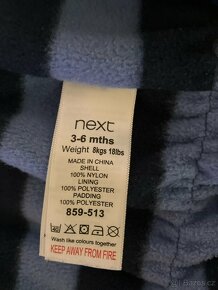 next
3-6 mths
Weight 8kgs 18lbs
MADE IN CHINA
SHELL
100% NYLON
LINING
100% POLYESTER
PADDING
100% POLYESTER
859-513
Wash like colours together
KEEP AWAY FROM FIRE